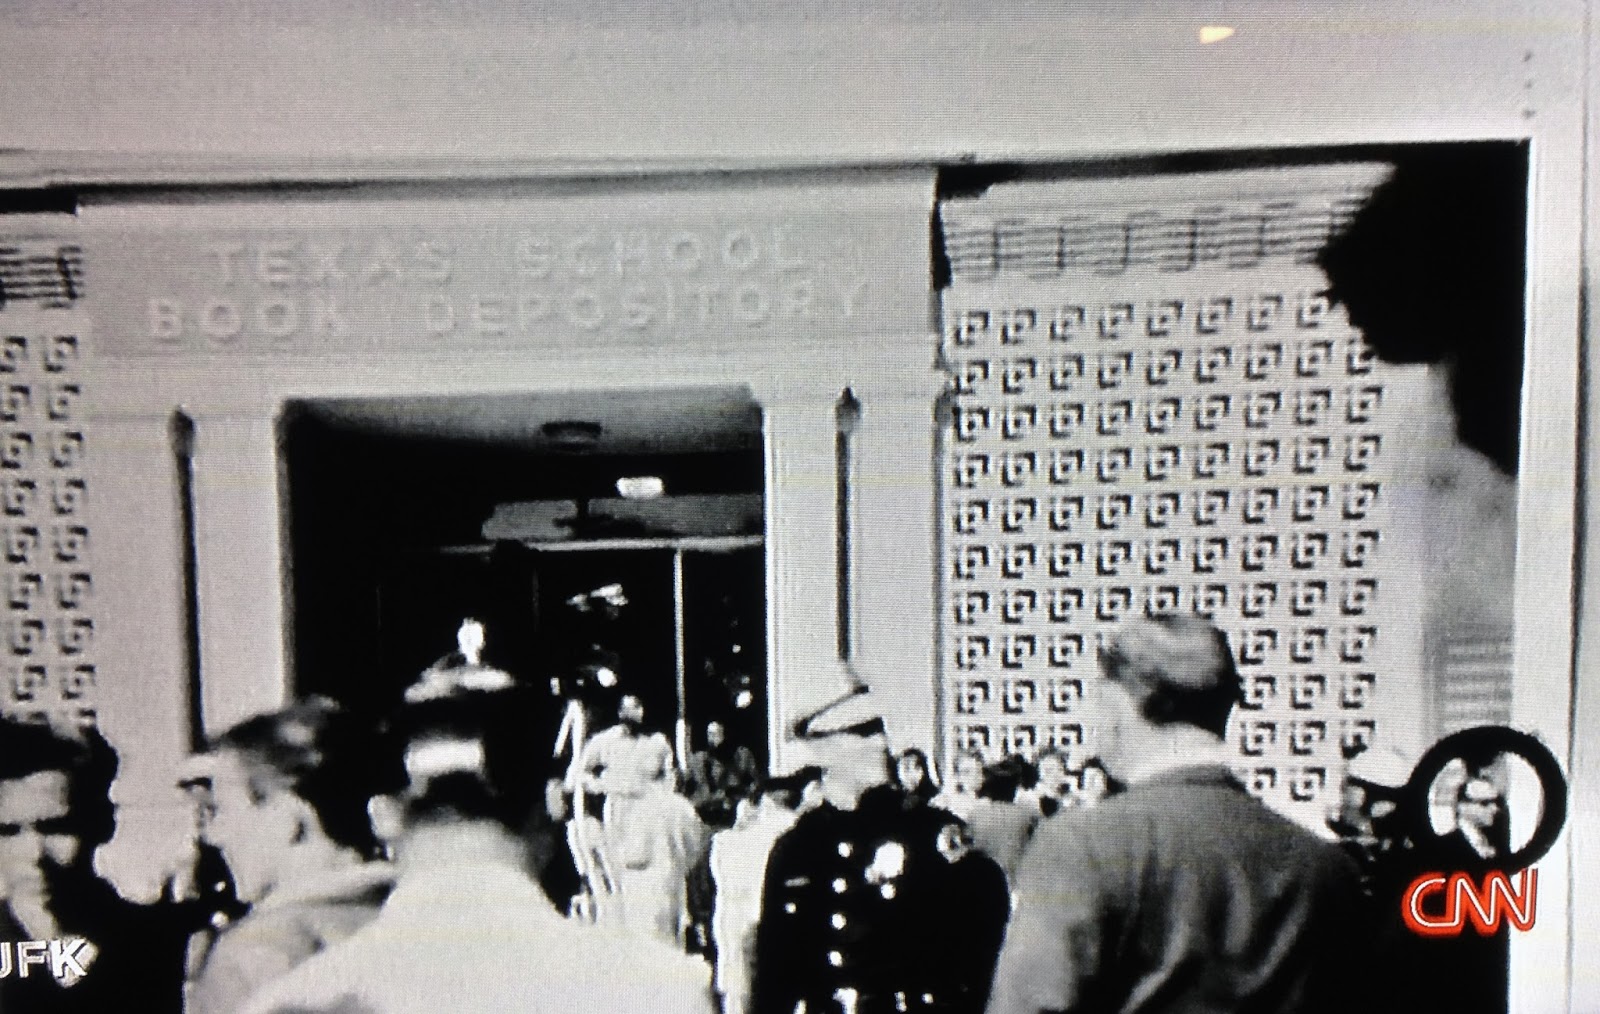 TEXAS SCHOOL
BOOK DEPOSITORY
JFK
CNN